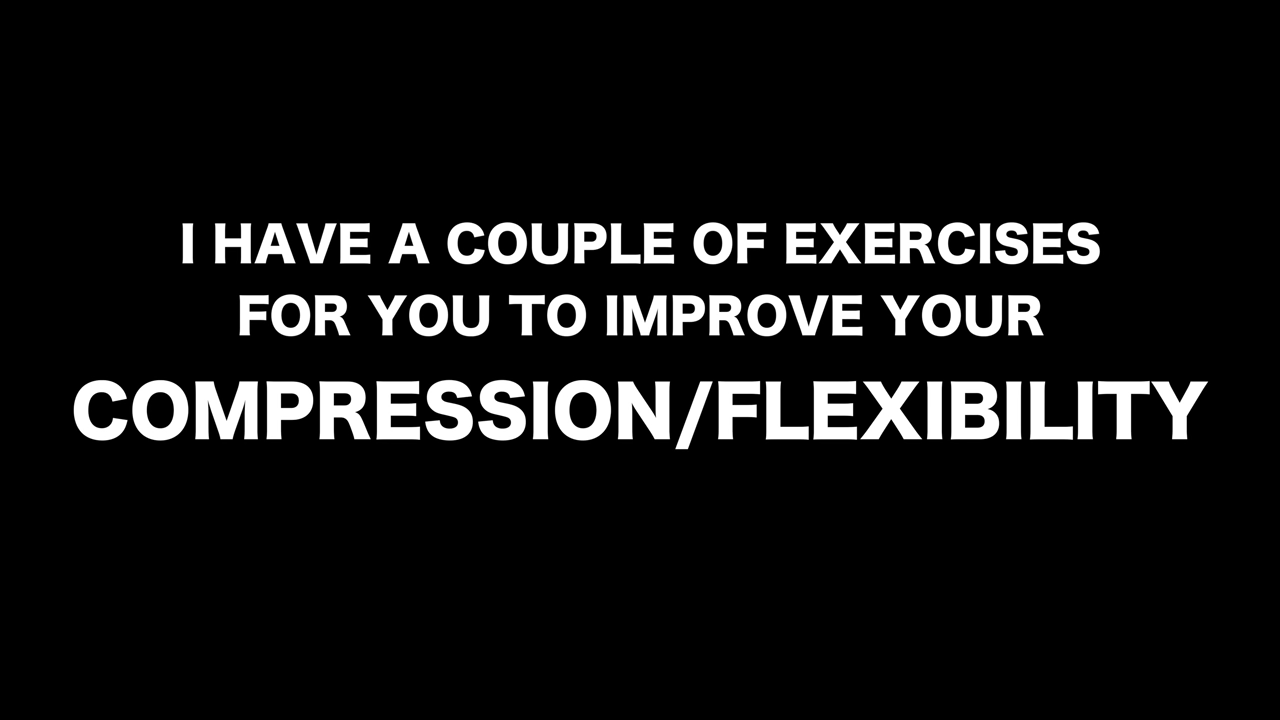 I HAVE A COUPLE OF EXERCISES
FOR YOU TO IMPROVE YOUR
COMPRESSION/FLEXIBILITY